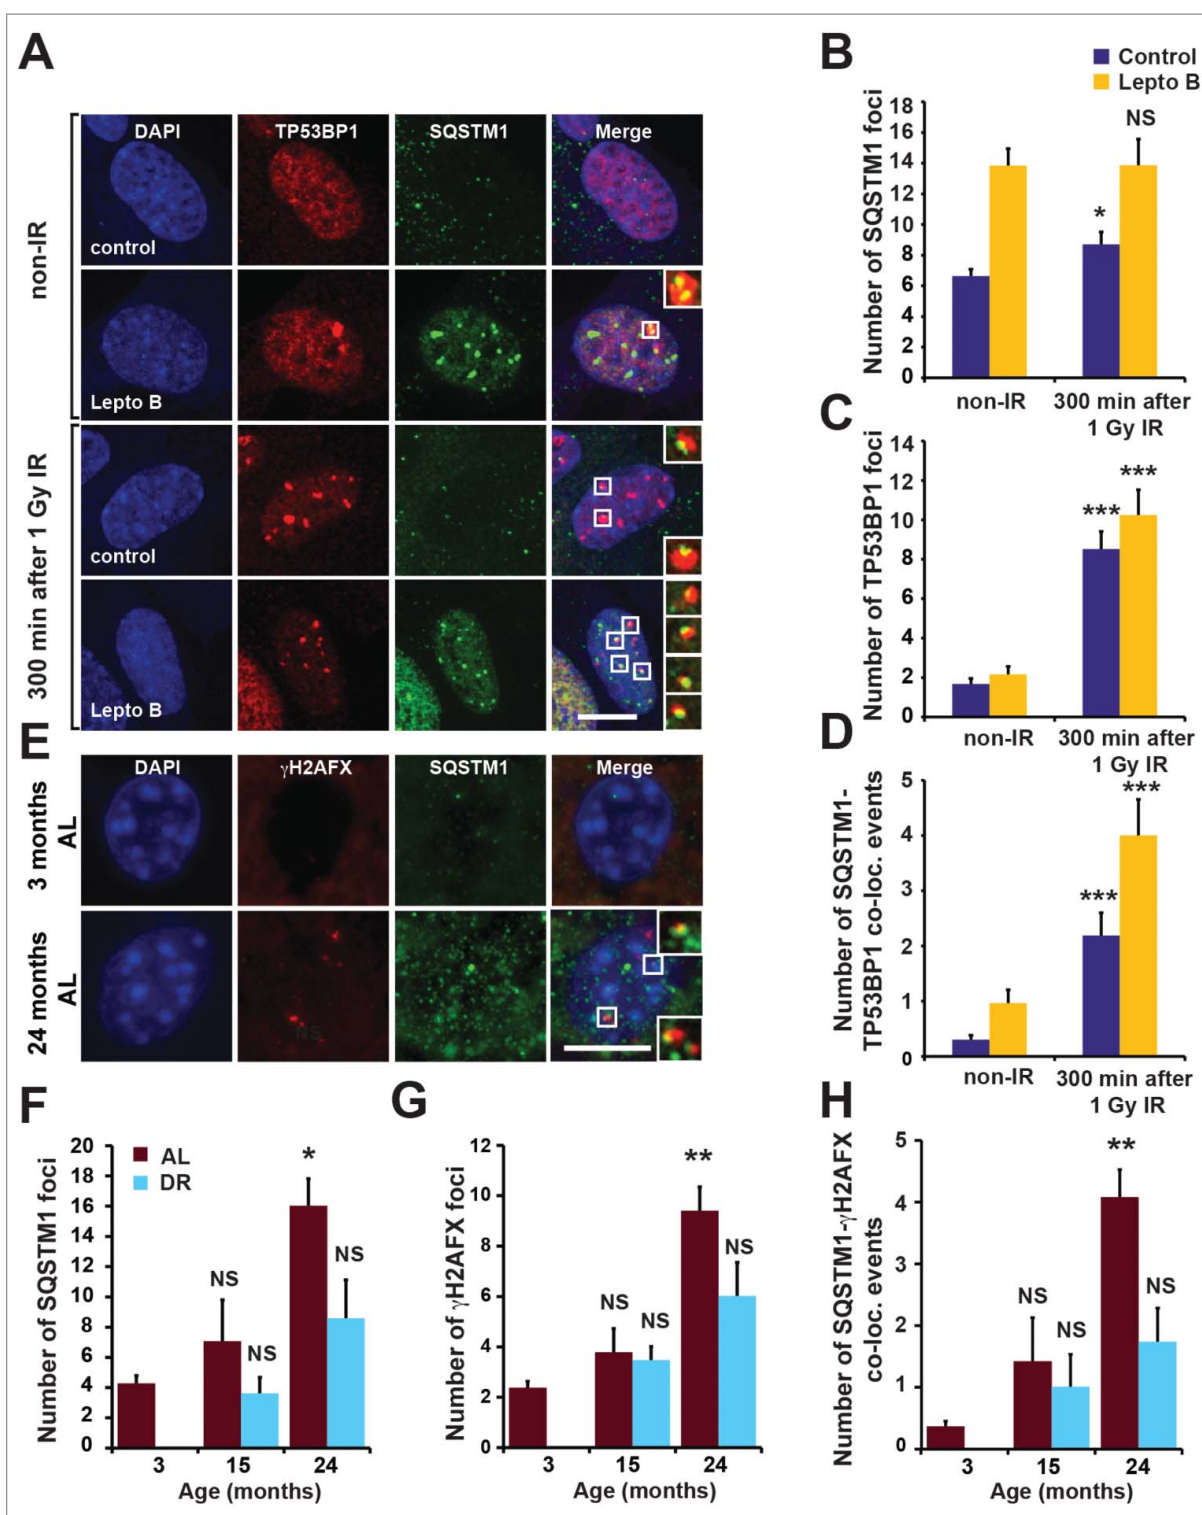 A
DAPI
TP53BP1
SQSTM1
Merge
non-IR
control
Lepto B
300 min after 1 Gy IR
control
Lepto B
B
Control
Lepto B
Number of SQSTM1 foci
18
16
14
12
10
8
6
4
2
0
*
NS
non-IR
300 min after
1 Gy IR
C
Number of TP53BP1 foci
14
12
10
8
6
4
2
0
***
***
non-IR
300 min after
1 Gy IR
D
Number of SQSTM1-
TP53BP1 co-loc. events
5
4
3
2
1
0
***
***
non-IR
300 min after
1 Gy IR
E
DAPI
γH2AFX
SQSTM1
Merge
3 months
AL
24 months
AL
NS
F
Number of SQSTM1 foci
20
18
16
14
12
10
8
6
4
2
0
AL
DR
NS
NS
*
NS
3
15
24
Age (months)
G
Number of γH2AFX foci
12
10
8
6
4
2
0
NS
NS
**
NS
3
15
24
Age (months)
H
Number of SQSTM1-γH2AFX
co-loc. events
5
4
3
2
1
0
NS
NS
**
NS
3
15
24
Age (months)